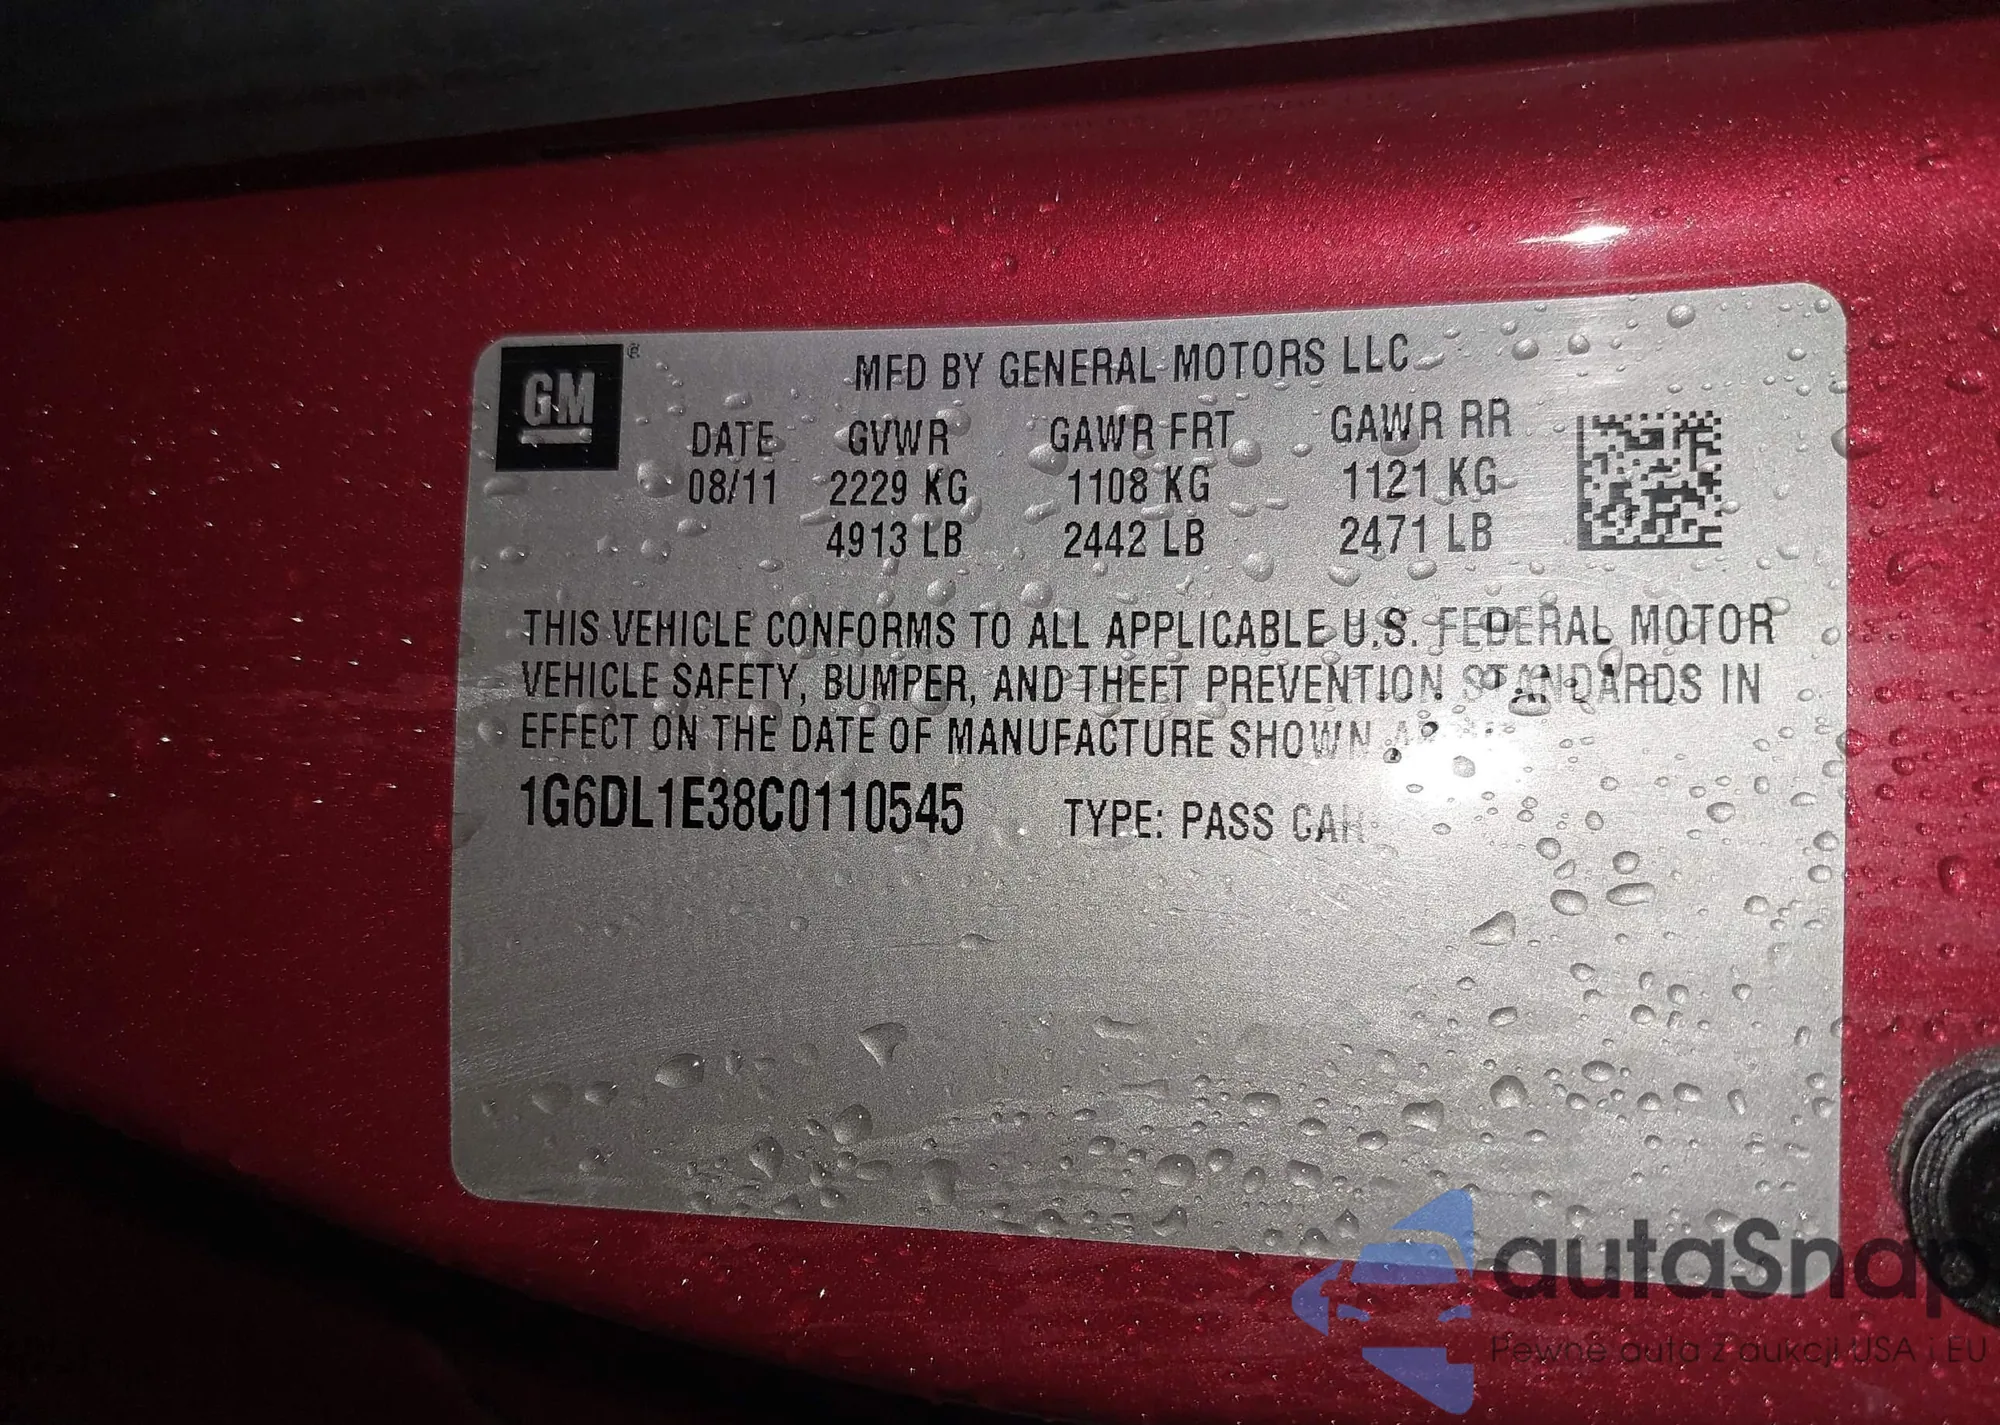 GM ®
MFD BY GENERAL MOTORS LLC
DATE GVWR GAWR FRT GAWR RR
08/11 2229 KG 1108 KG 1121 KG
4913 LB 2442 LB 2471 LB
THIS VEHICLE CONFORMS TO ALL APPLICABLE U.S. FEDERAL MOTOR
VEHICLE SAFETY, BUMPER, AND THEFT PREVENTION STANDARDS IN
EFFECT ON THE DATE OF MANUFACTURE SHOWN
1G6DL1E38C0110545 TYPE: PASS CAR
autaSnap
Pewne auta z aukcji USA i EU